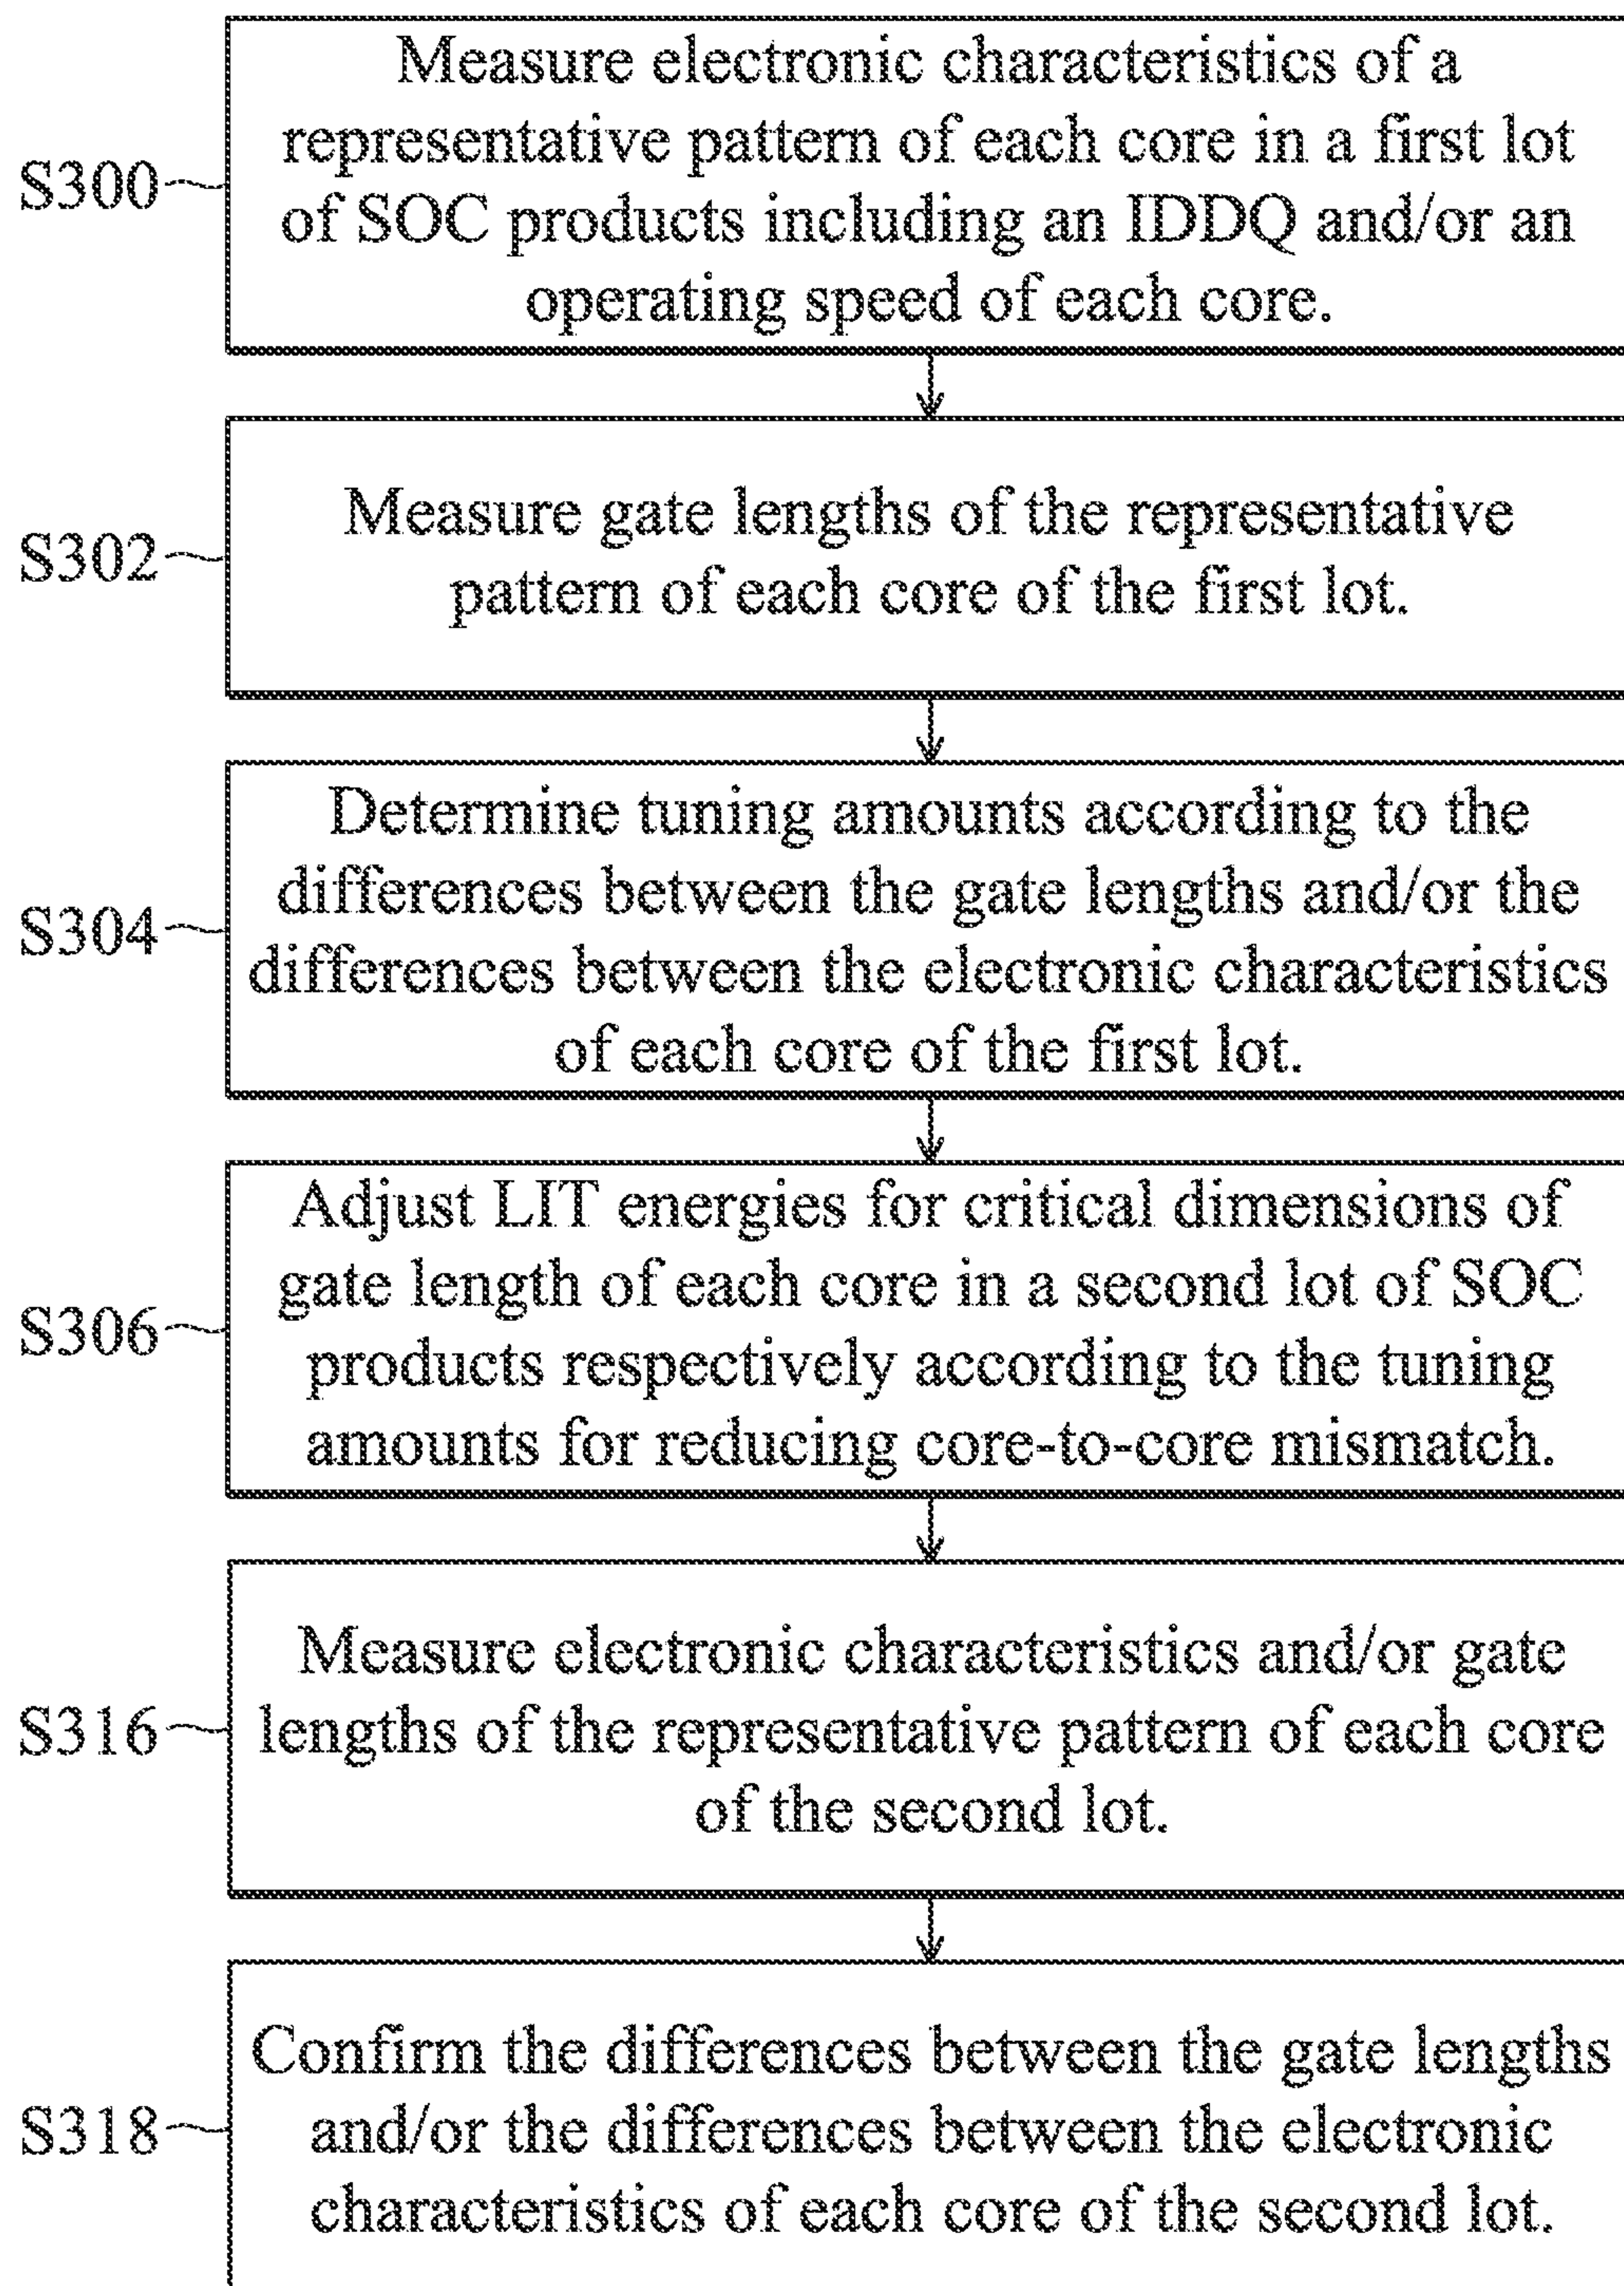 S300
Measure electronic characteristics of a
representative pattern of each core in a first lot
of SOC products including an IDDQ and/or an
operating speed of each core.
S302
Measure gate lengths of the representative
pattern of each core of the first lot.
S304
Determine tuning amounts according to the
differences between the gate lengths and/or the
differences between the electronic characteristics
of each core of the first lot.
S306
Adjust LIT energies for critical dimensions of
gate length of each core in a second lot of SOC
products respectively according to the tuning
amounts for reducing core-to-core mismatch.
S316
Measure electronic characteristics and/or gate
lengths of the representative pattern of each core
of the second lot.
S318
Confirm the differences between the gate lengths
and/or the differences between the electronic
characteristics of each core of the second lot.